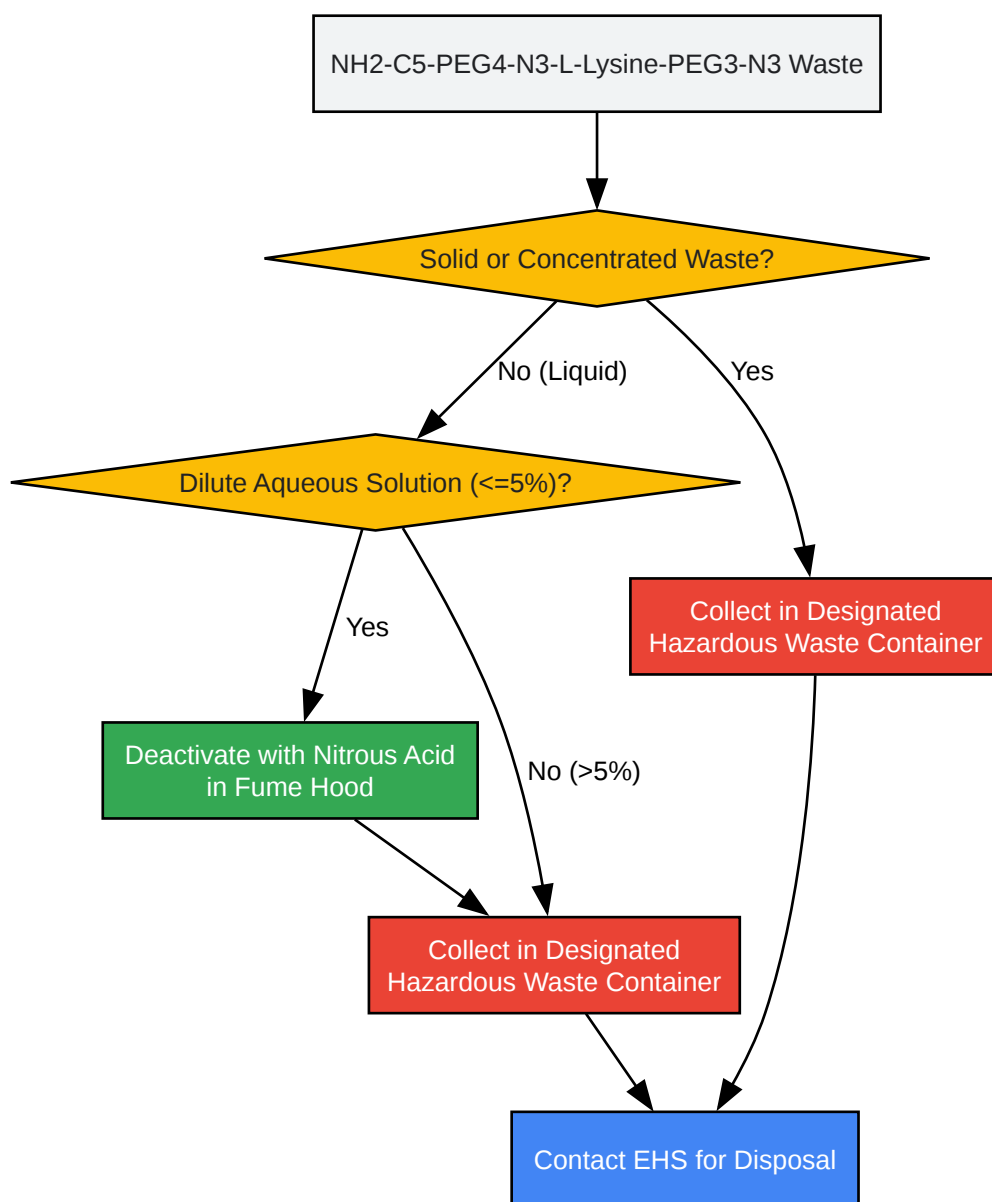 NH2-C5-PEG4-N3-L-Lysine-PEG3-N3 Waste
Solid or Concentrated Waste?
No (Liquid)
Yes
Dilute Aqueous Solution (<=5%)?
Collect in Designated
Hazardous Waste Container
Yes
Deactivate with Nitrous Acid
in Fume Hood
No (>5%)
Collect in Designated
Hazardous Waste Container
Contact EHS for Disposal